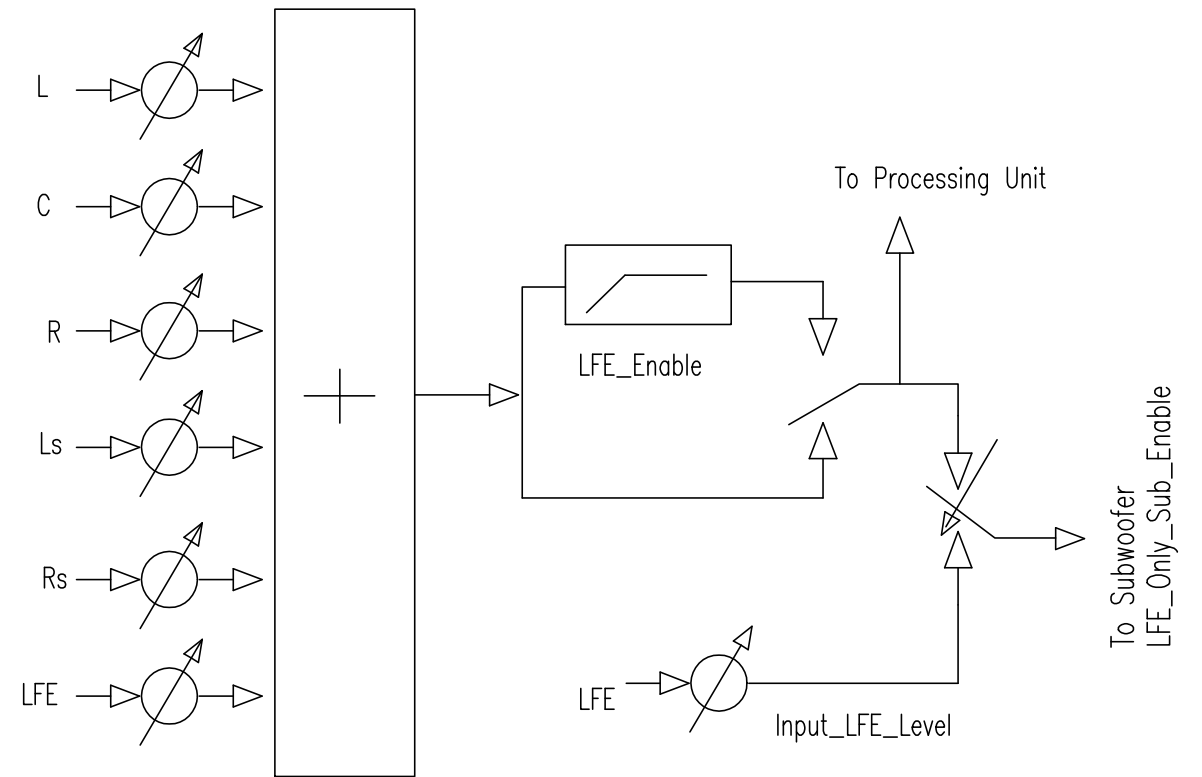 L
C
R
Ls
Rs
LFE
To Processing Unit
LFE_Enable
LFE
Input_LFE_Level
To Subwoofer
LFE_Only_Sub_Enable